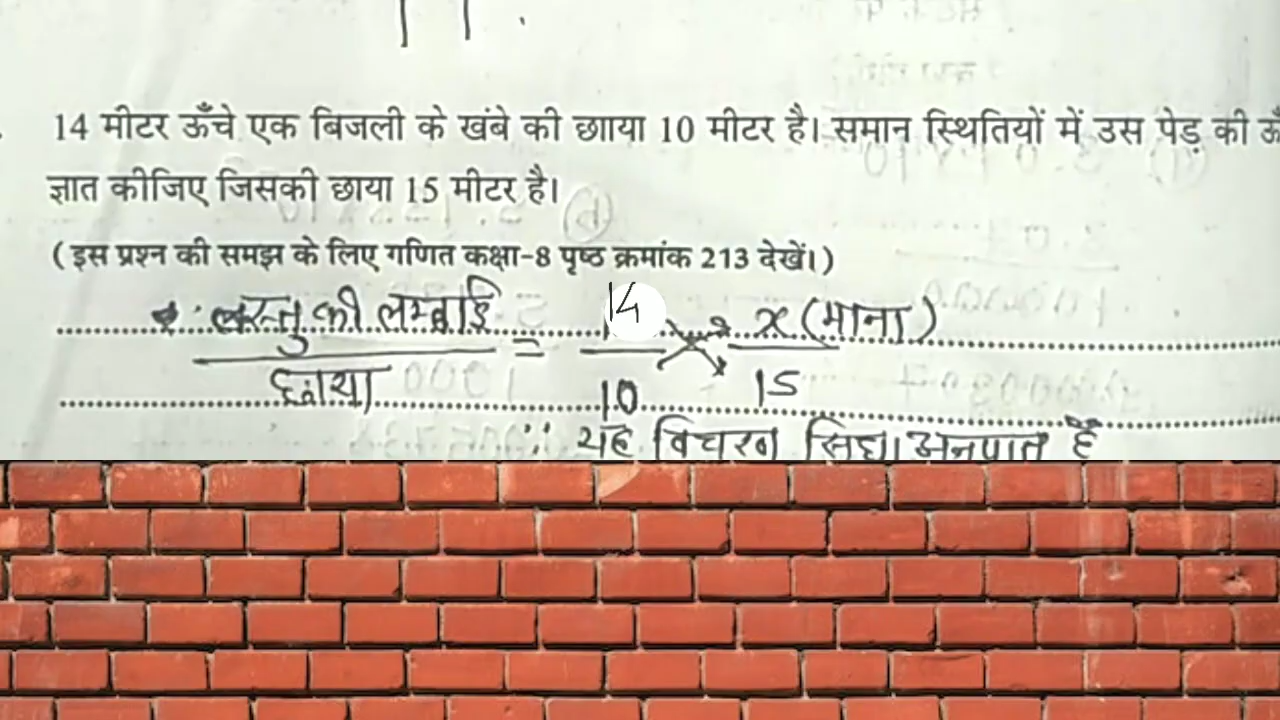 14 मीटर ऊँचे एक बिजली के खंबे की छााया 10 मीटर है। समान स्थितियों में उस पेड़ की
ज्ञात कीजिए जिसकी छाया 15 मीटर है।
( इस प्रश्न की समझ के लिए गणित कक्षा-8 पृष्ठ क्रमांक 213 देखें। )
वस्तु की लम्बाई = 14 x (माना)
छाया 10 15
∵ यह विचरण सिधा अनुपात है